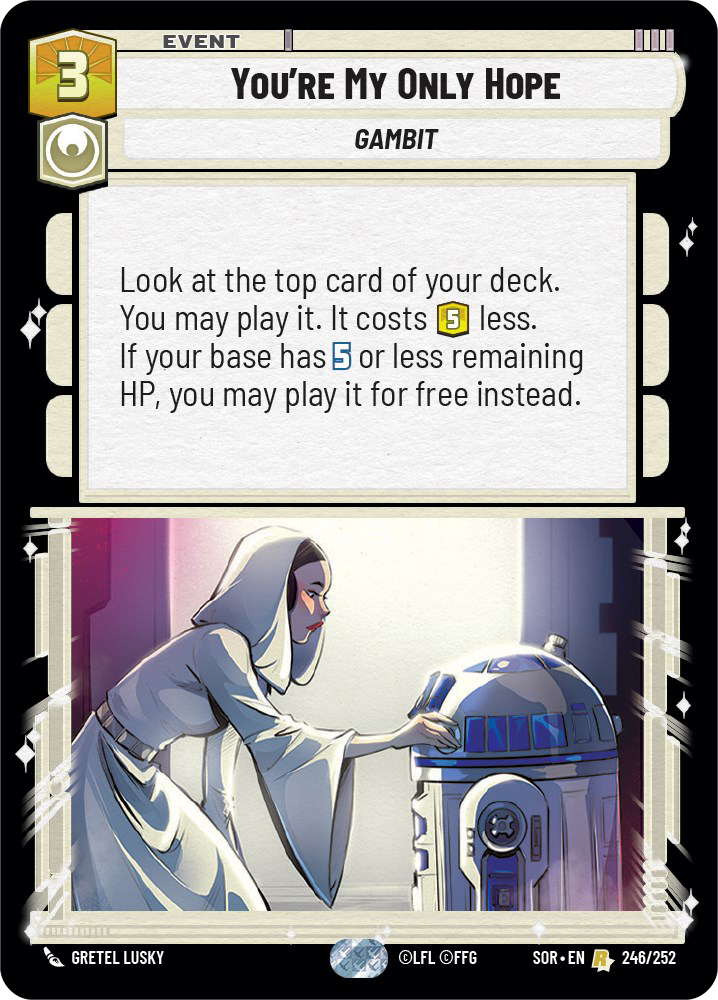 EVENT
3
You're My Only Hope
GAMBIT
Look at the top card of your deck.
You may play it. It costs 5 less.
If your base has 5 or less remaining
HP, you may play it for free instead.
GRETEL LUSKY
©LFL ©FFG
SOR • EN R 246/252